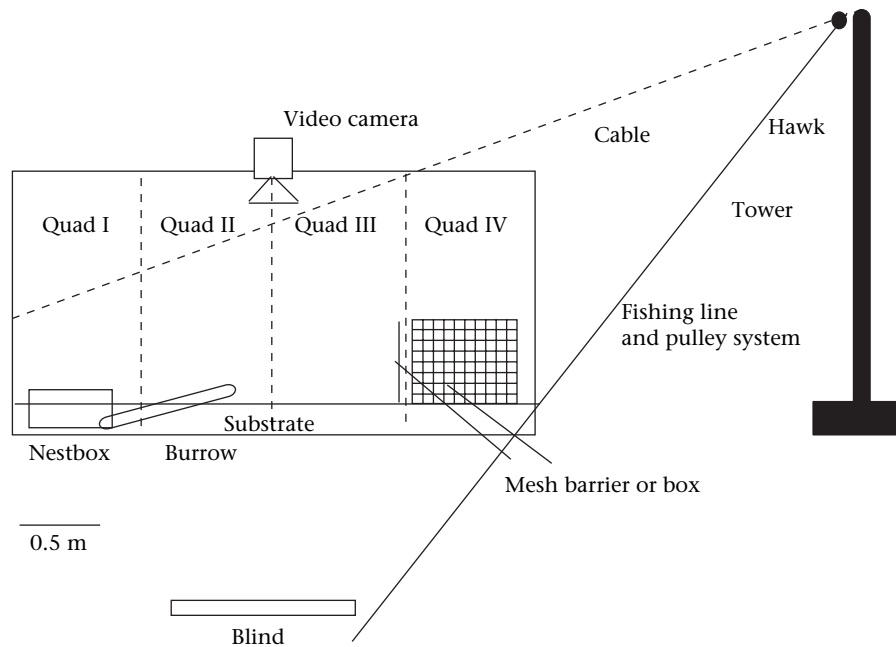 Video camera
Cable
Hawk
Quad I
Quad II
Quad III
Quad IV
Tower
Fishing line
and pulley system
Substrate
Nestbox
Burrow
Mesh barrier or box
0.5 m
Blind